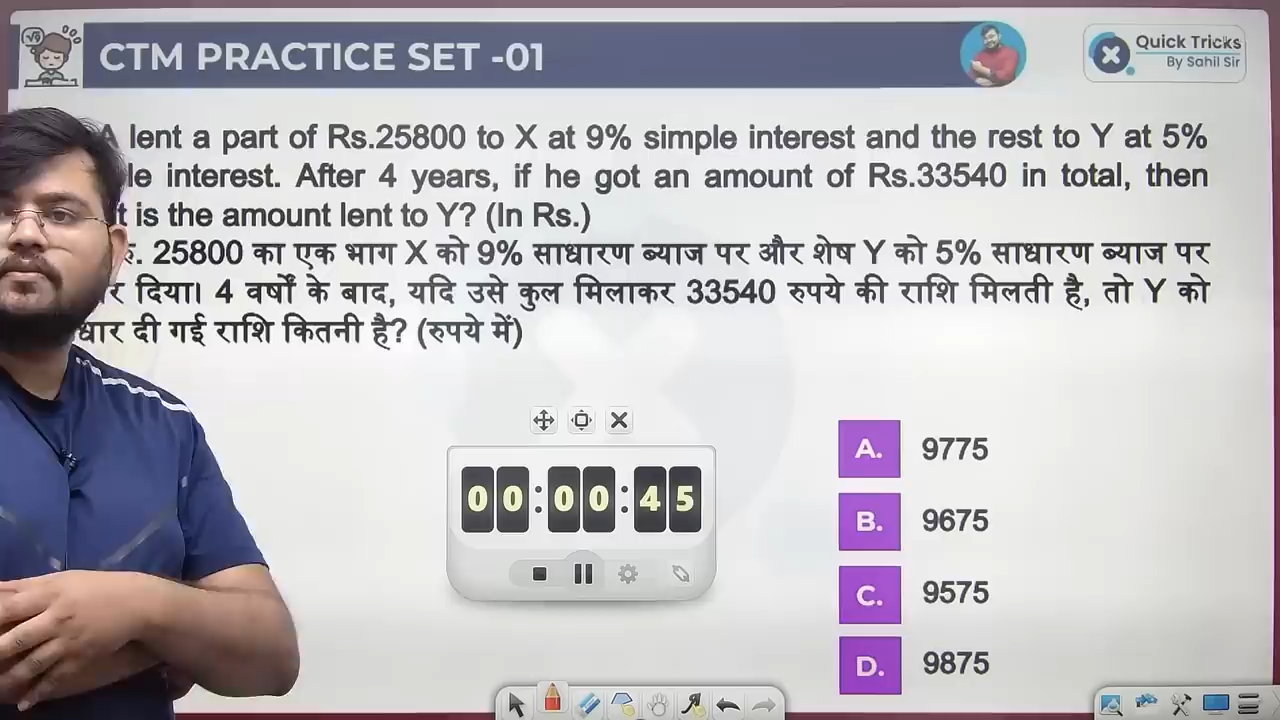 CTM PRACTICE SET -01
Quick Tricks
By Sahil Sir
A lent a part of Rs.25800 to X at 9% simple interest and the rest to Y at 5%
le interest. After 4 years, if he got an amount of Rs.33540 in total, then
t is the amount lent to Y? (In Rs.)
रु. 25800 का एक भाग X को 9% साधारण ब्याज पर और शेष Y को 5% साधारण ब्याज पर
र दिया। 4 वर्षों के बाद, यदि उसे कुल मिलाकर 33540 रुपये की राशि मिलती है, तो Y को
धार दी गई राशि कितनी है? (रुपये में)
00:00:45
A. 9775
B. 9675
C. 9575
D. 9875